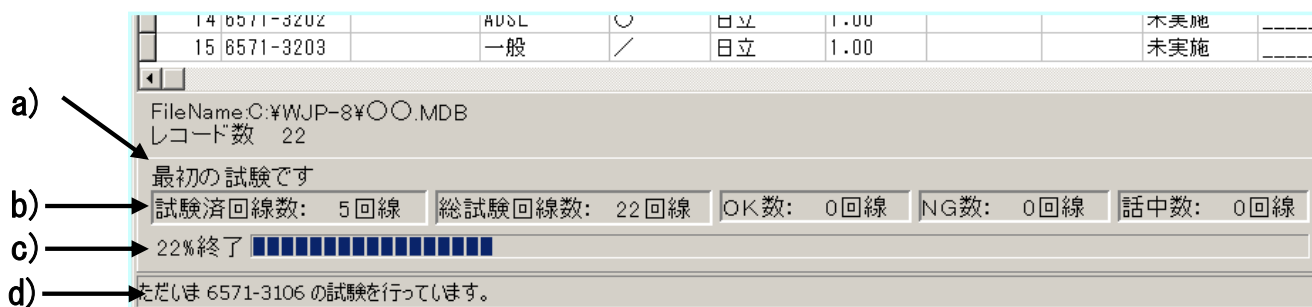 14 6571-3202 ADSL ○ 日立 1.00 未実施
15 6571-3203 一般 ／ 日立 1.00 未実施
a)
FileName:C:¥WJP-8¥○○.MDB
レコード数 22
最初の試験です
b) 試験済回線数: 5回線 総試験回線数: 22回線 OK数: 0回線 NG数: 0回線 話中数: 0回線
c) 22%終了
d) ただいま 6571-3106 の試験を行っています。